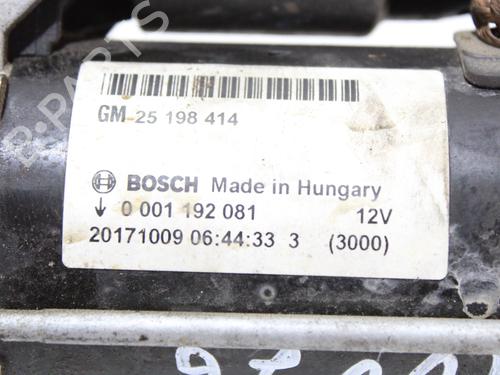 GM 25 198 414
BOSCH Made in Hungary
0 001 192 081 12V
20171009 06:44:33 3 (3000)
B-PARTS